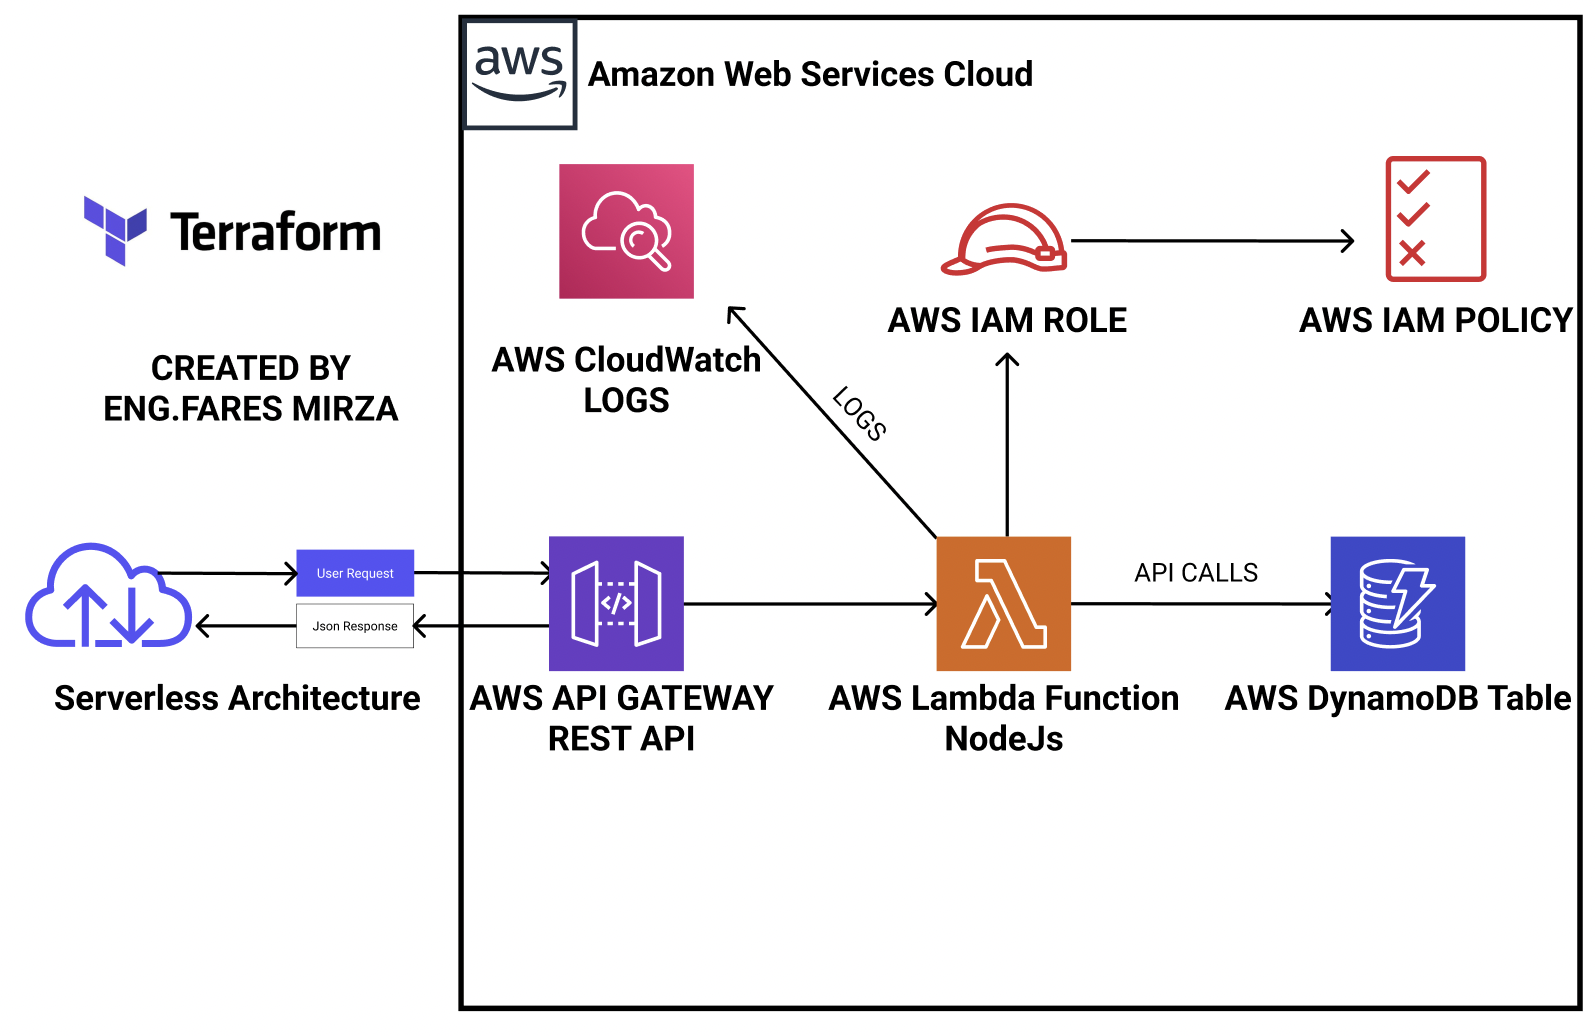 aws
Amazon Web Services Cloud
Terraform
CREATED BY
ENG.FARES MIRZA
AWS CloudWatch
LOGS
AWS IAM ROLE
AWS IAM POLICY
LOGS
User Request
Json Response
</>
API CALLS
Serverless Architecture
AWS API GATEWAY
REST API
AWS Lambda Function
NodeJs
AWS DynamoDB Table